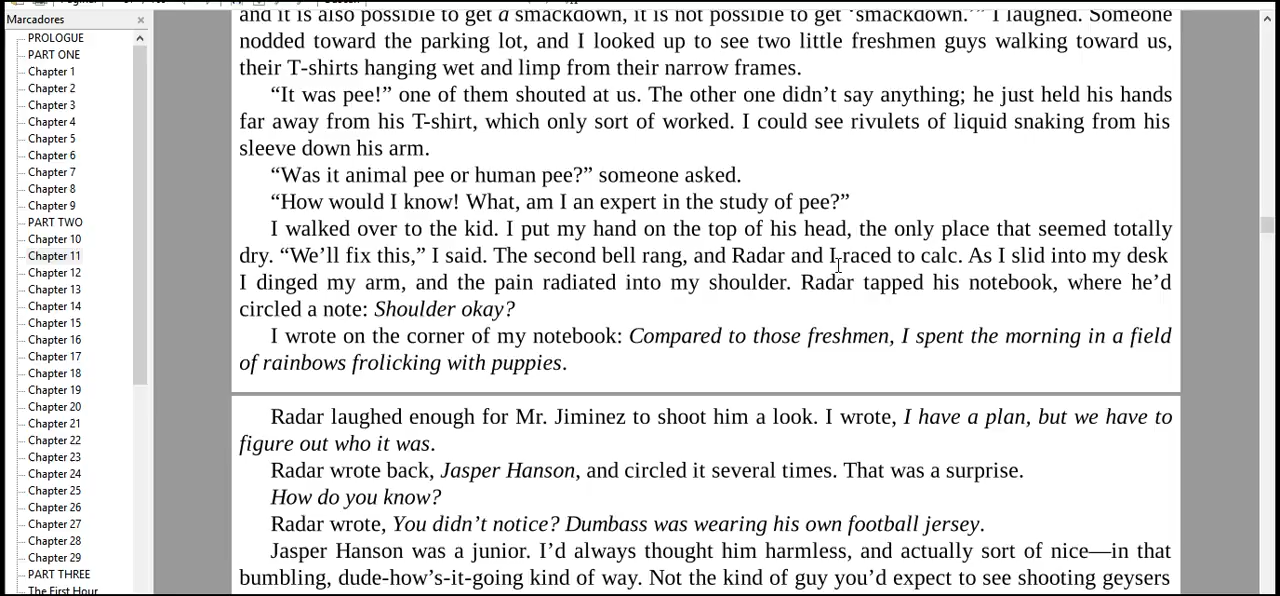 Marcadores
PROLOGUE
PART ONE
Chapter 1
Chapter 2
Chapter 3
Chapter 4
Chapter 5
Chapter 6
Chapter 7
Chapter 8
Chapter 9
PART TWO
Chapter 10
Chapter 11
Chapter 12
Chapter 13
Chapter 14
Chapter 15
Chapter 16
Chapter 17
Chapter 18
Chapter 19
Chapter 20
Chapter 21
Chapter 22
Chapter 23
Chapter 24
Chapter 25
Chapter 26
Chapter 27
Chapter 28
Chapter 29
PART THREE
The First Hour
and it is also possible to get a smackdown, it is not possible to get ‘smackdown.’” I laughed. Someone
nodded toward the parking lot, and I looked up to see two little freshmen guys walking toward us,
their T-shirts hanging wet and limp from their narrow frames.
“It was pee!” one of them shouted at us. The other one didn’t say anything; he just held his hands
far away from his T-shirt, which only sort of worked. I could see rivulets of liquid snaking from his
sleeve down his arm.
“Was it animal pee or human pee?” someone asked.
“How would I know! What, am I an expert in the study of pee?”
I walked over to the kid. I put my hand on the top of his head, the only place that seemed totally
dry. “We’ll fix this,” I said. The second bell rang, and Radar and I raced to calc. As I slid into my desk
I dinged my arm, and the pain radiated into my shoulder. Radar tapped his notebook, where he’d
circled a note: Shoulder okay?
I wrote on the corner of my notebook: Compared to those freshmen, I spent the morning in a field
of rainbows frolicking with puppies.
Radar laughed enough for Mr. Jiminez to shoot him a look. I wrote, I have a plan, but we have to
figure out who it was.
Radar wrote back, Jasper Hanson, and circled it several times. That was a surprise.
How do you know?
Radar wrote, You didn’t notice? Dumbass was wearing his own football jersey.
Jasper Hanson was a junior. I’d always thought him harmless, and actually sort of nice—in that
bumbling, dude-how’s-it-going kind of way. Not the kind of guy you’d expect to see shooting geysers